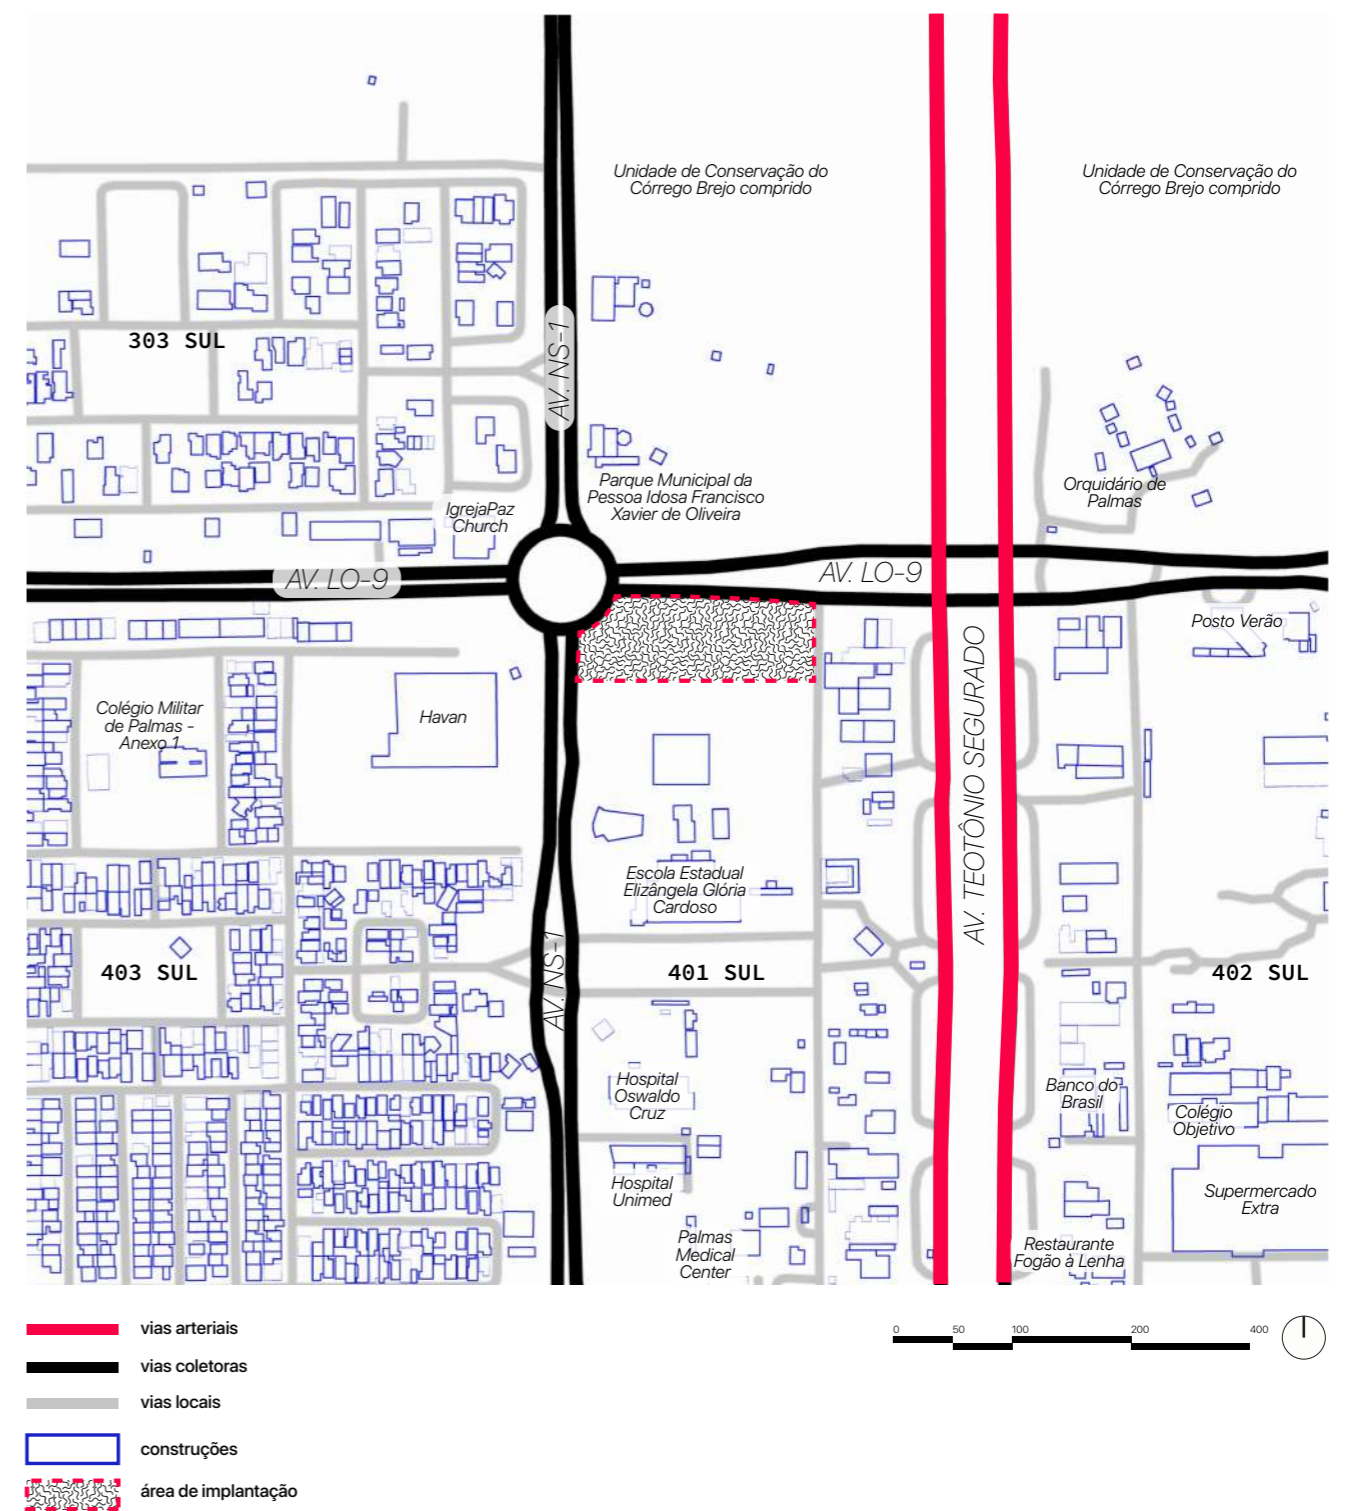 Unidade de Conservação do
Córrego Brejo comprido
Unidade de Conservação do
Córrego Brejo comprido
303 SUL
AV. NS-1
Parque Municipal da
Pessoa Idosa Francisco
Xavier de Oliveira
IgrejaPaz
Church
Orquidário de
Palmas
AV. LO-9
AV. LO-9
Posto Verão
AV. TEOTÔNIO SEGURADO
Colégio Militar
de Palmas -
Anexo 1
Havan
Escola Estadual
Elizângela Glória
Cardoso
AV. NS-1
403 SUL
401 SUL
402 SUL
Hospital
Oswaldo
Cruz
Banco do
Brasil
Colégio
Objetivo
Hospital
Unimed
Supermercado
Extra
Palmas
Medical
Center
Restaurante
Fogão à Lenha
vias arteriais
vias coletoras
vias locais
construções
área de implantação
0 50 100 200 400